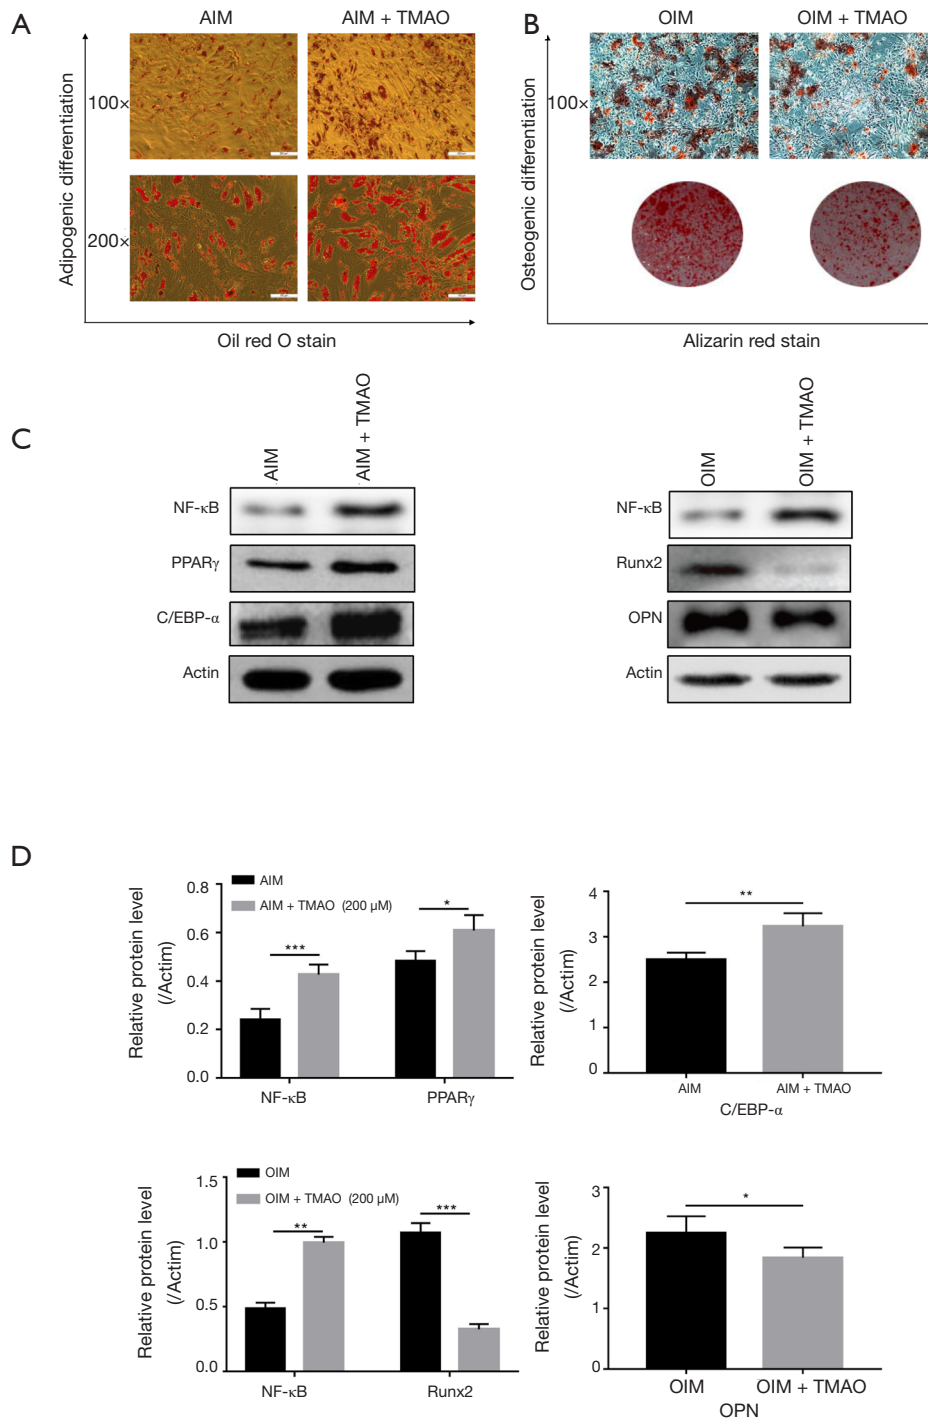 A
AIM
AIM + TMAO
Adipogenic differentiation
100×
200×
Oil red O stain
B
OIM
OIM + TMAO
Osteogenic differentiation
100×
Alizarin red stain
C
AIM
AIM + TMAO
NF-κB
PPARγ
C/EBP-α
Actin
OIM
OIM + TMAO
NF-κB
Runx2
OPN
Actin
D
Relative protein level
(/Actim)
AIM
AIM + TMAO (200 μM)
0.8
0.6
0.4
0.2
0.0
***
*
NF-κB
PPARγ
Relative protein level
(/Actim)
4
3
2
1
0
**
AIM
AIM + TMAO
C/EBP-α
Relative protein level
(/Actim)
OIM
OIM + TMAO (200 μM)
1.5
1.0
0.5
0.0
**
***
NF-κB
Runx2
Relative protein level
(/Actim)
3
2
1
0
*
OIM
OIM + TMAO
OPN